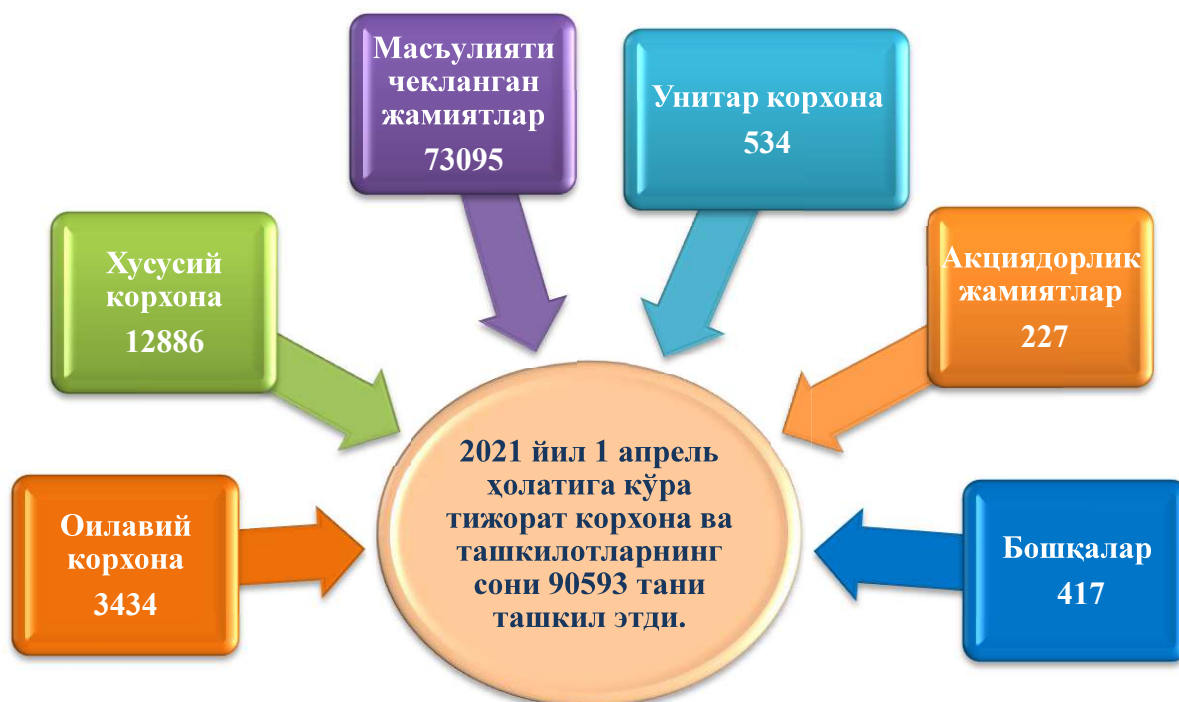 Масъулияти
чекланган
жамиятлар
73095
Унитар корхона
534
Хусусий
корхона
12886
Акциядорлик
жамиятлар
227
Оилавий
корхона
3434
2021 йил 1 апрель
ҳолатига кўра
тижорат корхона ва
ташкилотларнинг
сони 90593 тани
ташкил этди.
Бошқалар
417